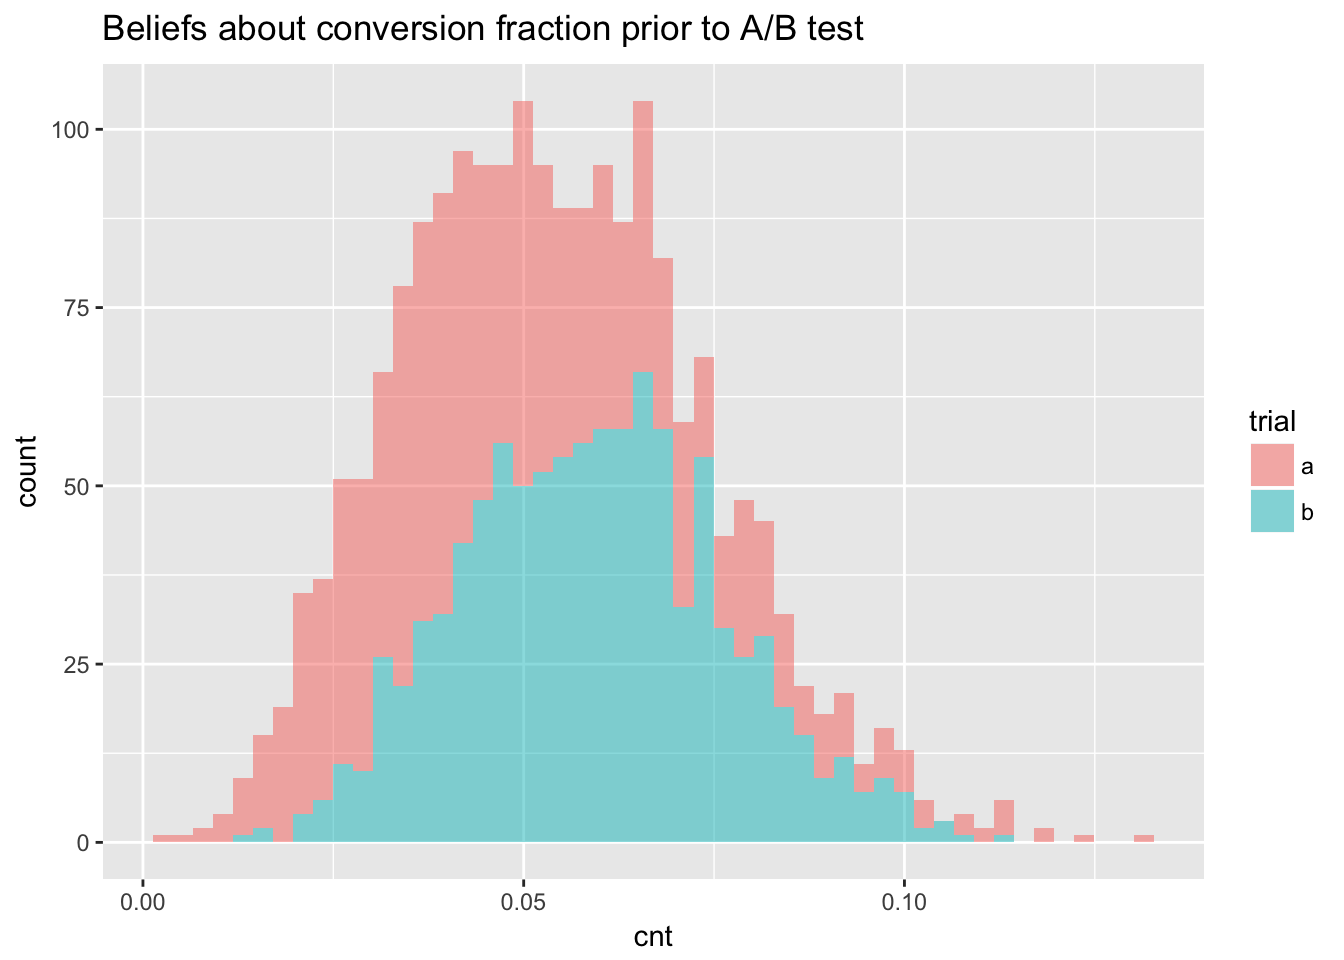 Beliefs about conversion fraction prior to A/B test
count
100
75
50
25
0
0.00 0.05 0.10
cnt
trial
a
b